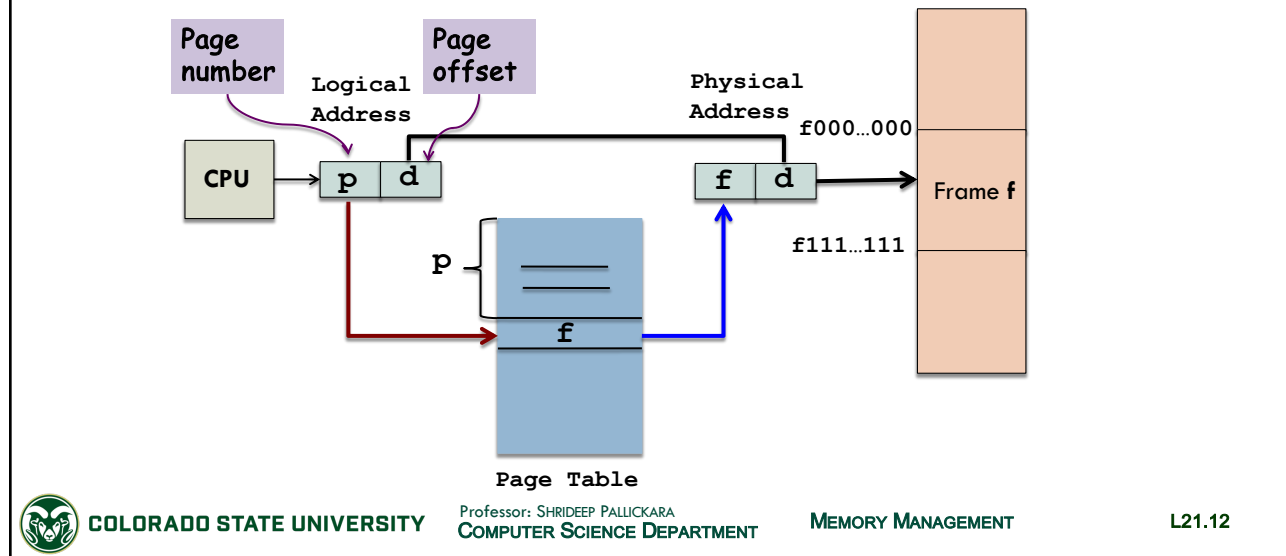 Page
number
Page
offset
Logical
Address
Physical
Address
f000…000
CPU
p
d
f
d
Frame f
f111…111
p
f
Page Table
COLORADO STATE UNIVERSITY
Professor: SHRIDEEP PALLICKARA
COMPUTER SCIENCE DEPARTMENT
MEMORY MANAGEMENT
L21.12